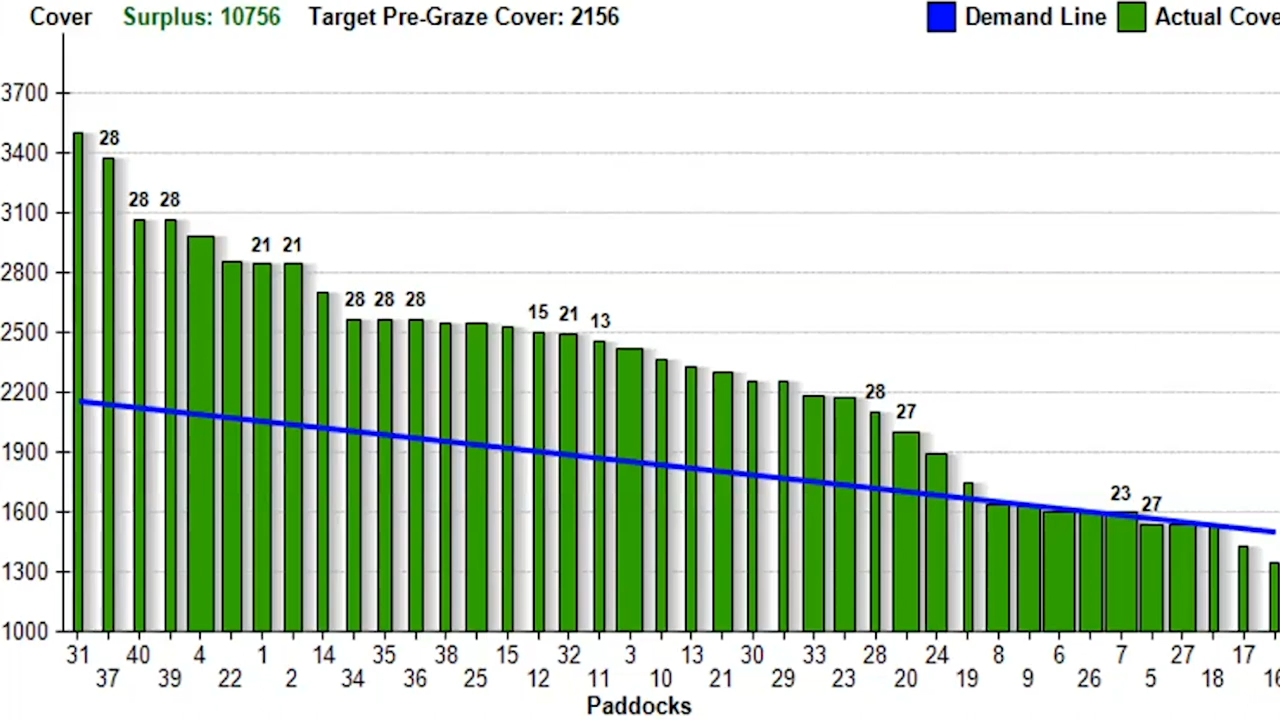 Cover Surplus: 10756 Target Pre-Graze Cover: 2156 Demand Line Actual Cove
3700
3400
3100
2800
2500
2200
1900
1600
1300
1000
28
28 28
21 21
28 28 28
15 21 13
28
27
23
27
31 40 4 1 14 35 38 15 32 3 13 30 33 28 24 8 6 7 27 17
37 39 22 2 34 36 25 12 11 10 21 29 23 20 19 9 26 5 18 16
Paddocks